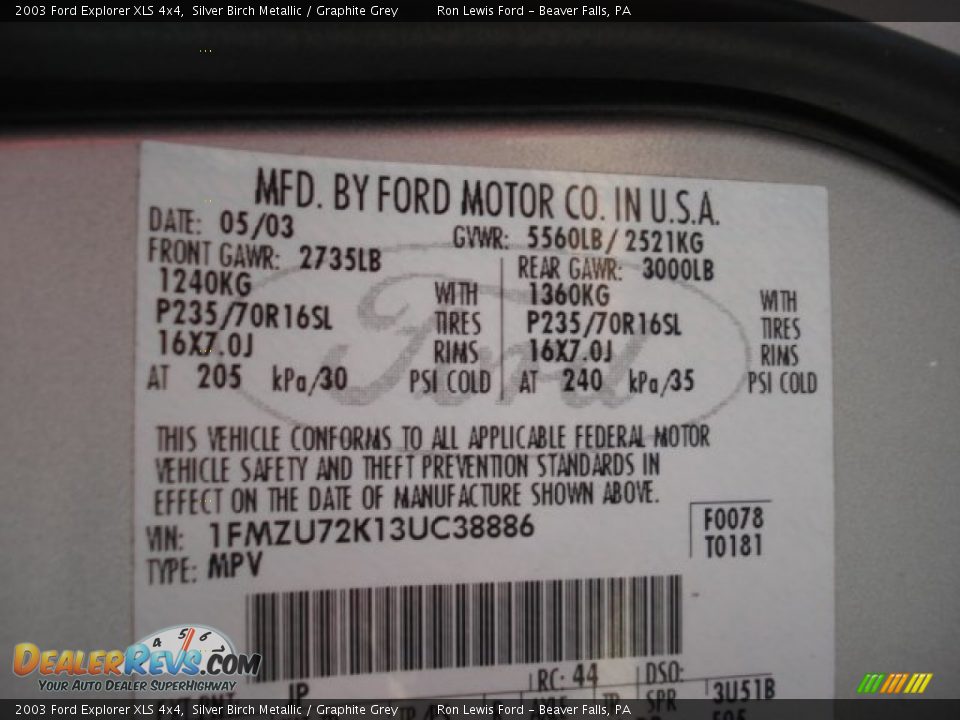 2003 Ford Explorer XLS 4x4, Silver Birch Metallic / Graphite Grey Ron Lewis Ford - Beaver Falls, PA
MFD. BY FORD MOTOR CO. IN U.S.A.
DATE: 05/03 GVWR: 5560LB/ 2521KG
FRONT GAWR: 2735LB REAR GAWR: 3000LB
1240KG WITH 1360KG WITH
P235/70R16SL TIRES P235/70R16SL TIRES
16X7.0J RIMS 16X7.0J RIMS
AT 205 kPa/30 PSI COLD AT 240 kPa/35 PSI COLD
Ford
THIS VEHICLE CONFORMS TO ALL APPLICABLE FEDERAL MOTOR
VEHICLE SAFETY AND THEFT PREVENTION STANDARDS IN
EFFECT ON THE DATE OF MANUFACTURE SHOWN ABOVE.
VIN: 1FMZU72K13UC38886 F0078
TYPE: MPV T0181
4 5 6
DEALERREVS.COM
YOUR AUTO DEALER SUPERHIGHWAY
RC: 44 DSO:
IP SPR 3U51B
2003 Ford Explorer XLS 4x4, Silver Birch Metallic / Graphite Grey Ron Lewis Ford - Beaver Falls, PA